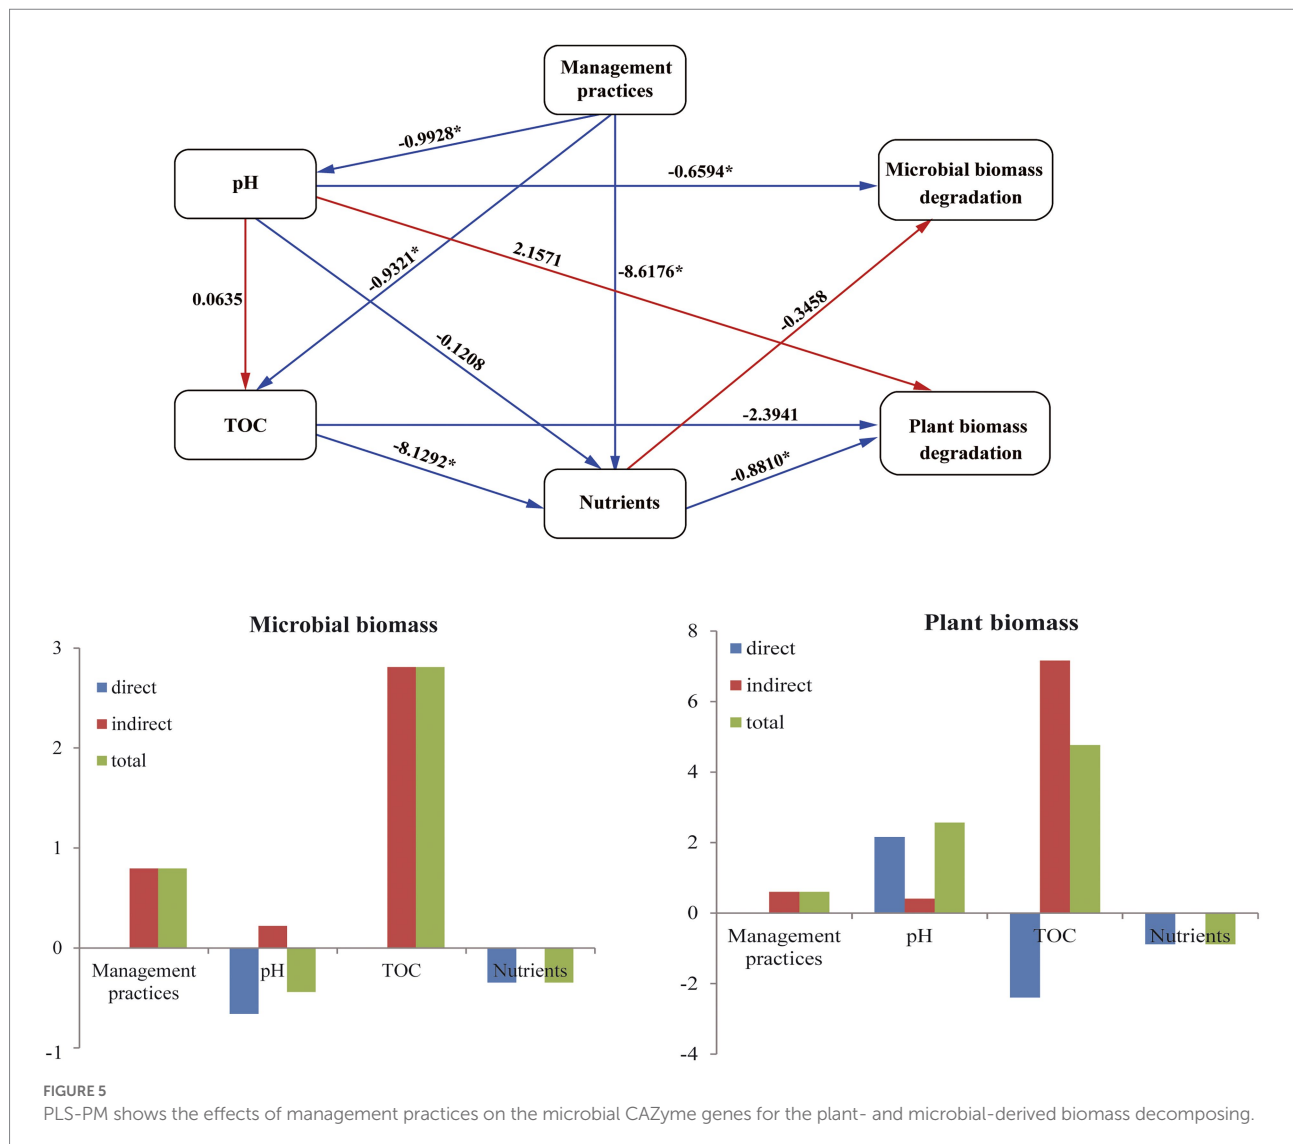 Management
practices
-0.9928*
pH
-0.6594*
Microbial biomass
degradation
-0.9321*
2.1571
-8.6176*
0.0635
-0.1208
-0.3458
TOC
-2.3941
Plant biomass
degradation
-8.1292*
-0.8810*
Nutrients
Microbial biomass
3
2
1
0
-1
direct
indirect
total
Management
practices
pH
TOC
Nutrients
Plant biomass
8
6
4
2
0
-2
-4
direct
indirect
total
Management
practices
pH
TOC
Nutrients
FIGURE 5
PLS-PM shows the effects of management practices on the microbial CAZyme genes for the plant- and microbial-derived biomass decomposing.